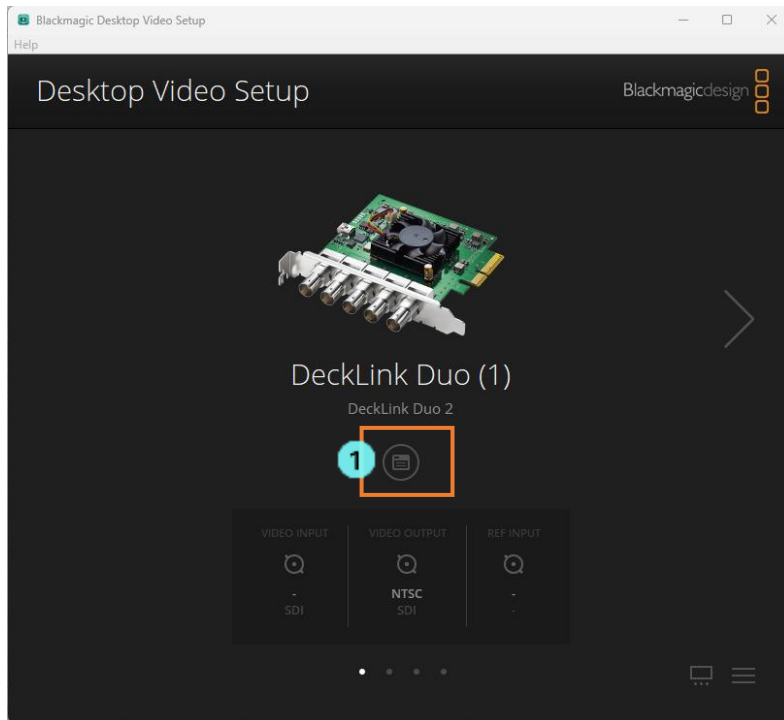 Blackmagic Desktop Video Setup
Help
Desktop Video Setup
Blackmagicdesign
DeckLink Duo (1)
DeckLink Duo 2
1
VIDEO INPUT VIDEO OUTPUT REF INPUT
- NTSC -
SDI SDI -